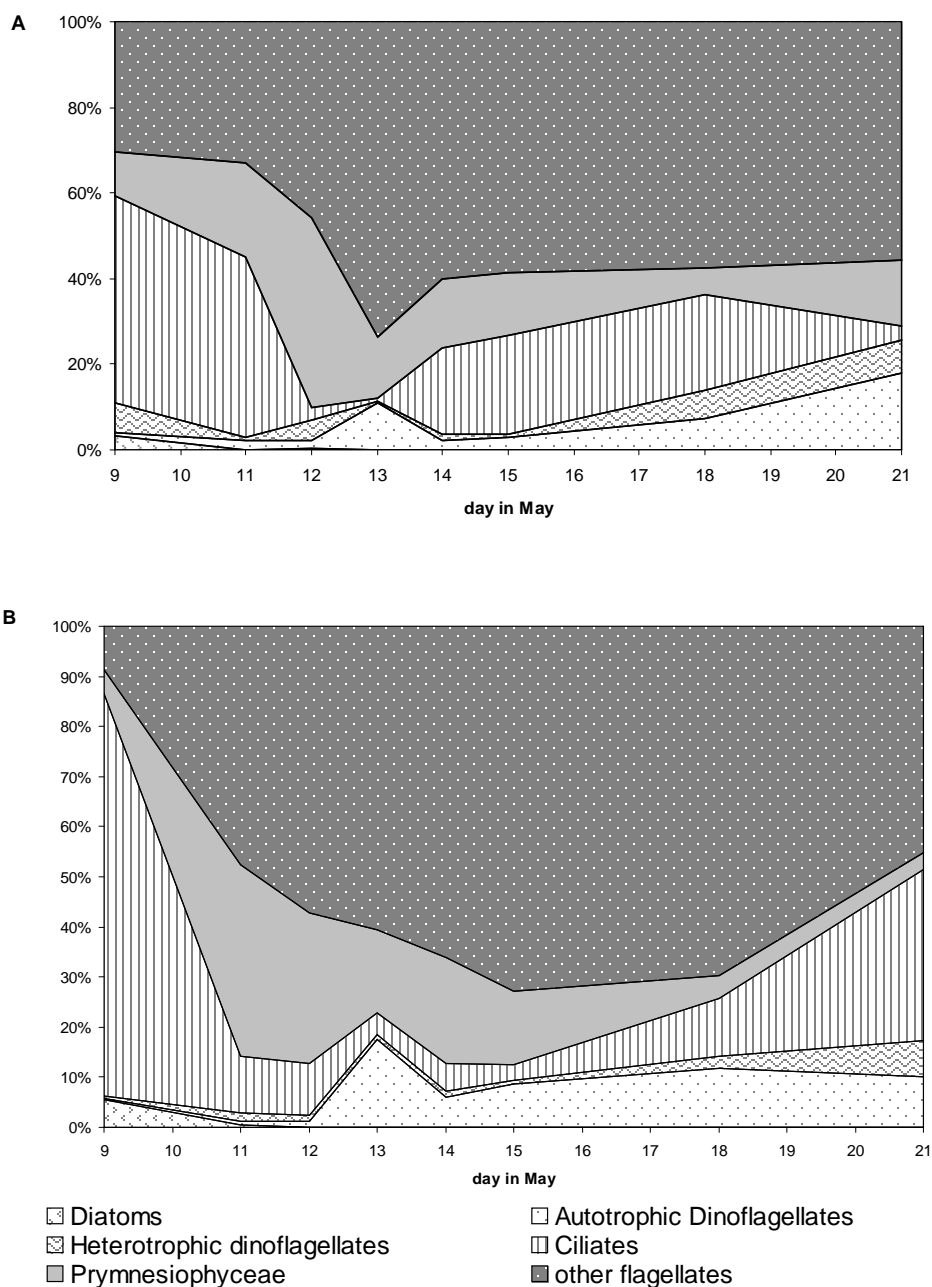 A
100%
80%
60%
40%
20%
0%
9 10 11 12 13 14 15 16 17 18 19 20 21
day in May
B
100%
90%
80%
70%
60%
50%
40%
30%
20%
10%
0%
9 10 11 12 13 14 15 16 17 18 19 20 21
day in May
Diatoms Autotrophic Dinoflagellates
Heterotrophic dinoflagellates Ciliates
Prymnesiophyceae other flagellates